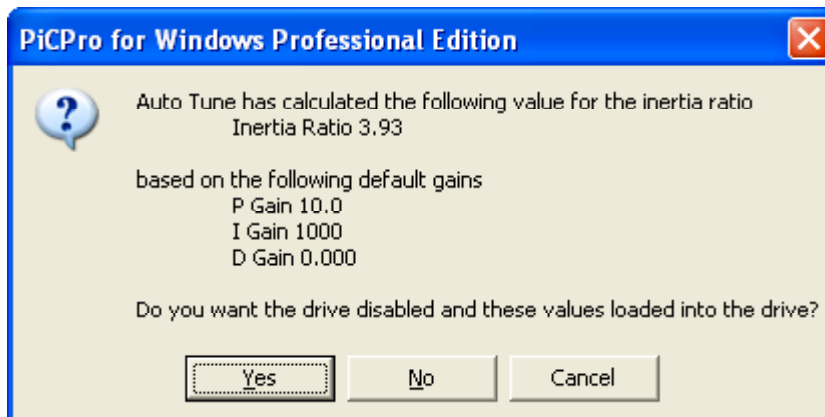 PiCPro for Windows Professional Edition
Auto Tune has calculated the following value for the inertia ratio
Inertia Ratio 3.93
based on the following default gains
P Gain 10.0
I Gain 1000
D Gain 0.000
Do you want the drive disabled and these values loaded into the drive?
Yes No Cancel